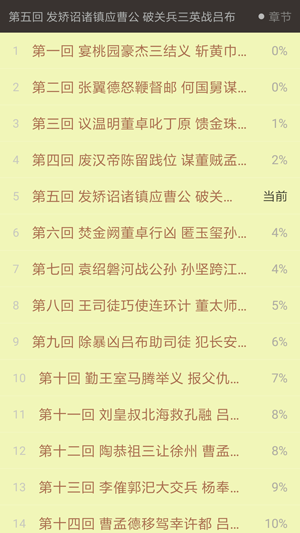 第五回 发矫诏诸镇应曹公 破关兵三英战吕布 章节
1 第一回 宴桃园豪杰三结义 斩黄巾... 0%
2 第二回 张翼德怒鞭督邮 何国舅谋... 0%
3 第三回 议温明董卓叱丁原 馈金珠... 1%
4 第四回 废汉帝陈留践位 谋董贼孟... 2%
5 第五回 发矫诏诸镇应曹公 破关... 当前
6 第六回 焚金阙董卓行凶 匿玉玺孙... 4%
7 第七回 袁绍磐河战公孙 孙坚跨江... 4%
8 第八回 王司徒巧使连环计 董太师... 5%
9 第九回 除暴凶吕布助司徒 犯长安... 6%
10 第十回 勤王室马腾举义 报父仇... 7%
11 第十一回 刘皇叔北海救孔融 吕... 7%
12 第十二回 陶恭祖三让徐州 曹孟... 8%
13 第十三回 李傕郭汜大交兵 杨奉... 9%
14 第十四回 曹孟德移驾幸许都 吕... 10%